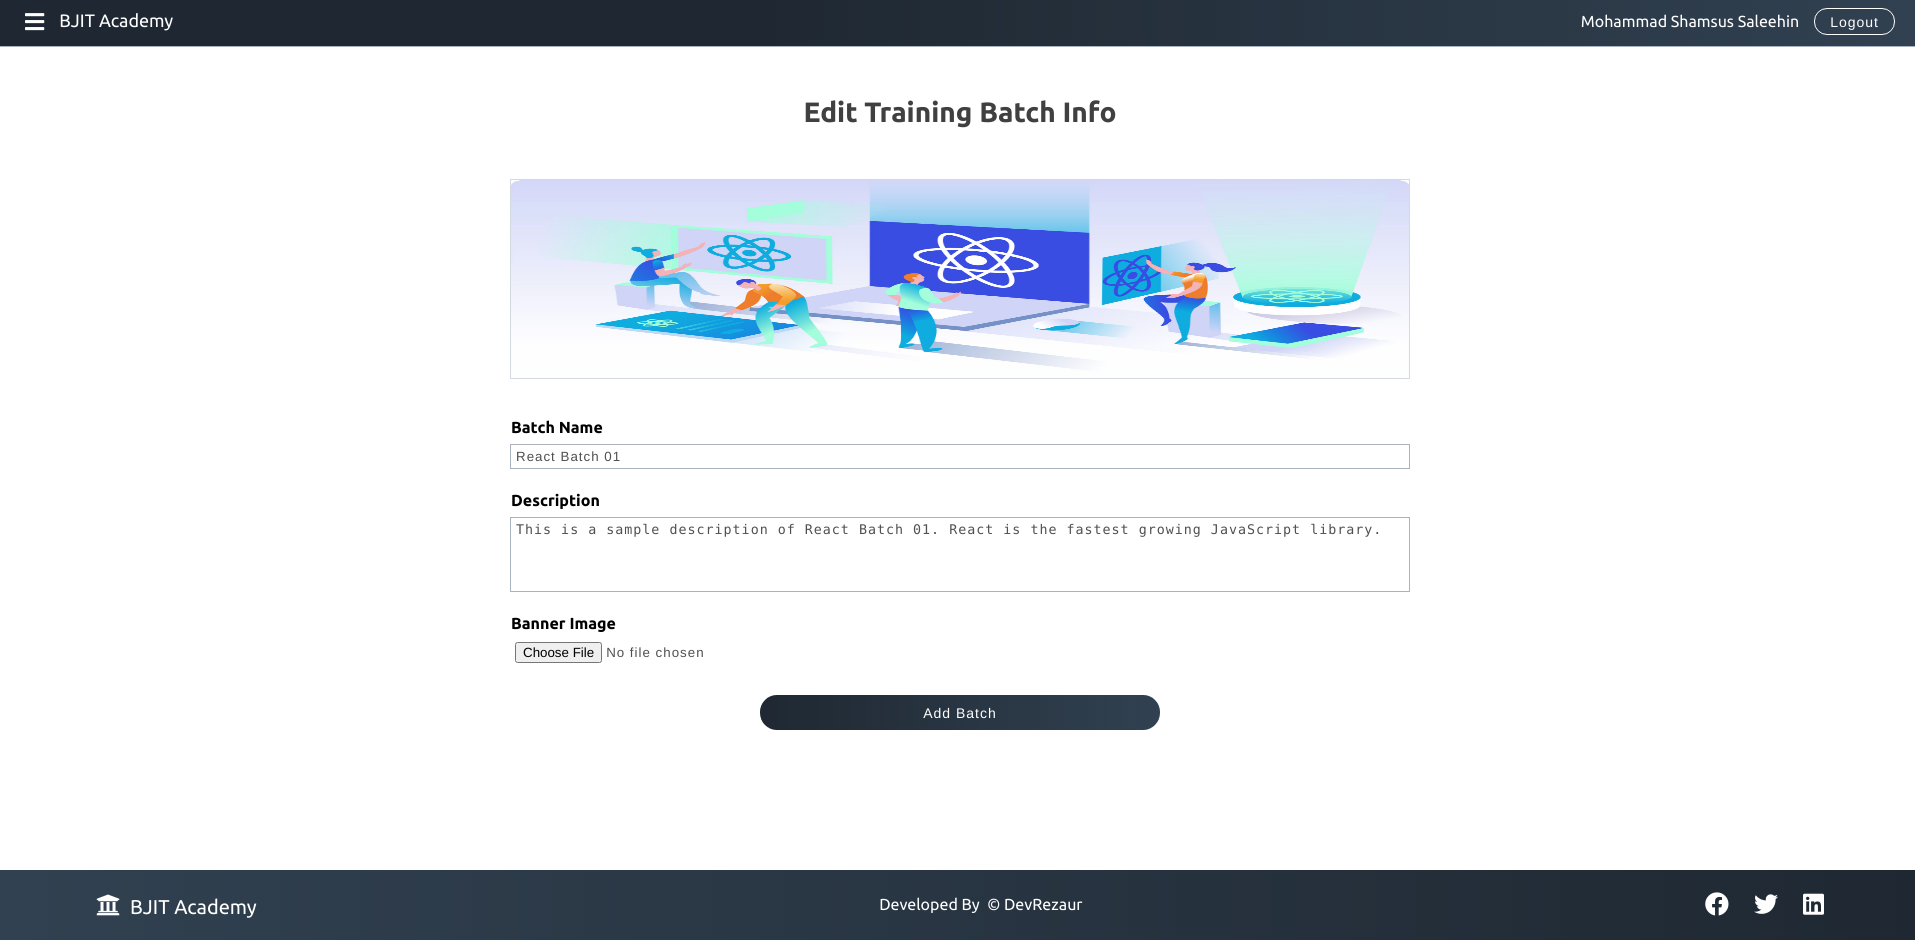 BJIT Academy
Mohammad Shamsus Saleehin
Logout
Edit Training Batch Info
Batch Name
React Batch 01
Description
This is a sample description of React Batch 01. React is the fastest growing JavaScript library.
Banner Image
Choose File No file chosen
Add Batch
BJIT Academy
Developed By © DevRezaur